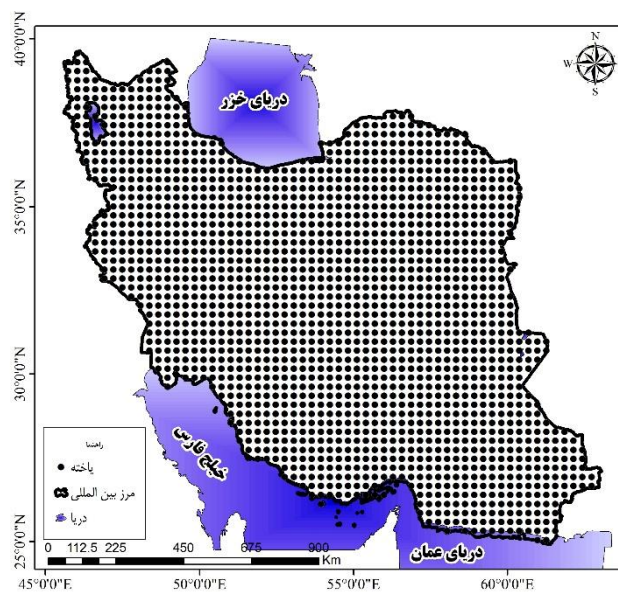 40°0'0"N
N
W E
S
دریای خزر
35°0'0"N
30°0'0"N
خلیج فارس
راهنما
یاخته
مرز بین المللی
دریا
دریای عمان
25°0'0"N
0 112.5 225 450 675 900
Km
45°0'0"E 50°0'0"E 55°0'0"E 60°0'0"E